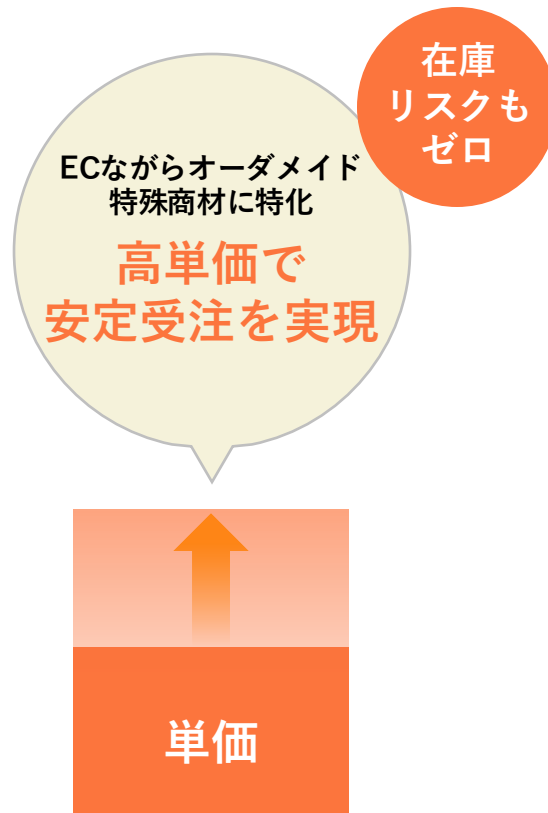 在庫
リスクも
ゼロ
ECながらオーダメイド
特殊商材に特化
高単価で
安定受注を実現
単価